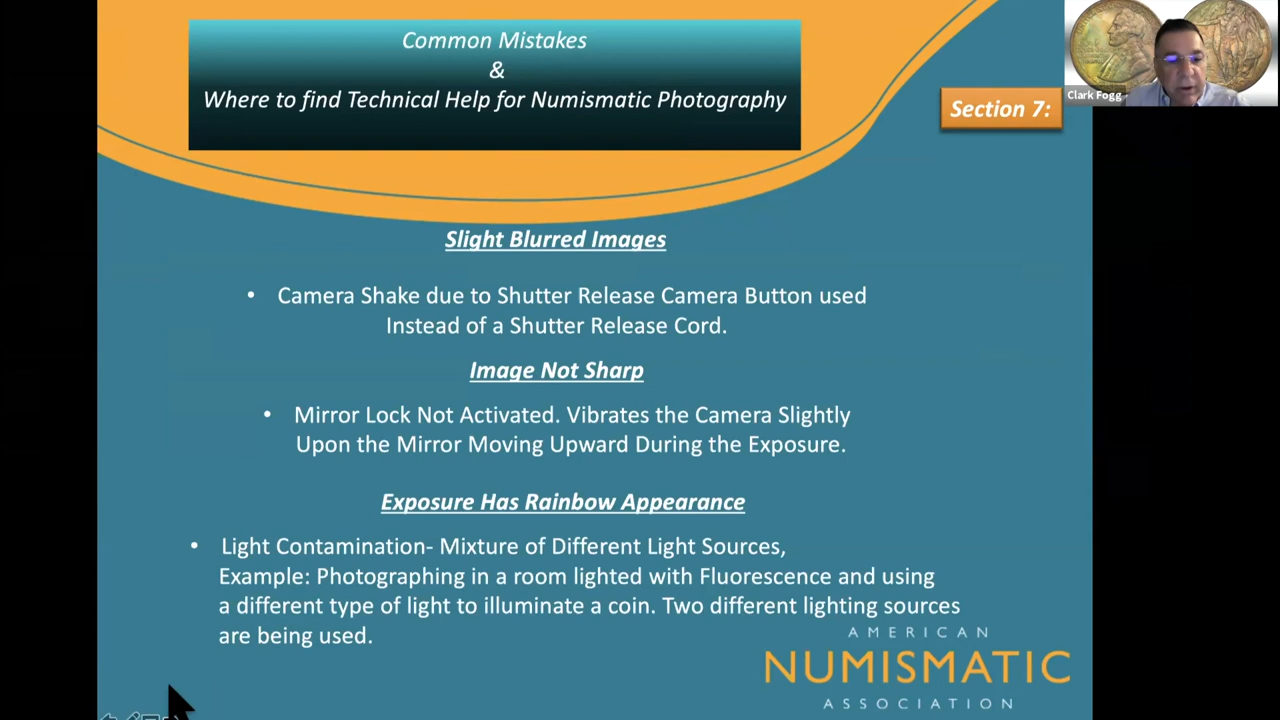 Common Mistakes
&
Where to find Technical Help for Numismatic Photography
Section 7:
Clark Fogg
Slight Blurred Images
• Camera Shake due to Shutter Release Camera Button used
Instead of a Shutter Release Cord.
Image Not Sharp
• Mirror Lock Not Activated. Vibrates the Camera Slightly
Upon the Mirror Moving Upward During the Exposure.
Exposure Has Rainbow Appearance
• Light Contamination- Mixture of Different Light Sources,
Example: Photographing in a room lighted with Fluorescence and using
a different type of light to illuminate a coin. Two different lighting sources
are being used.
AMERICAN
NUMISMATIC
ASSOCIATION